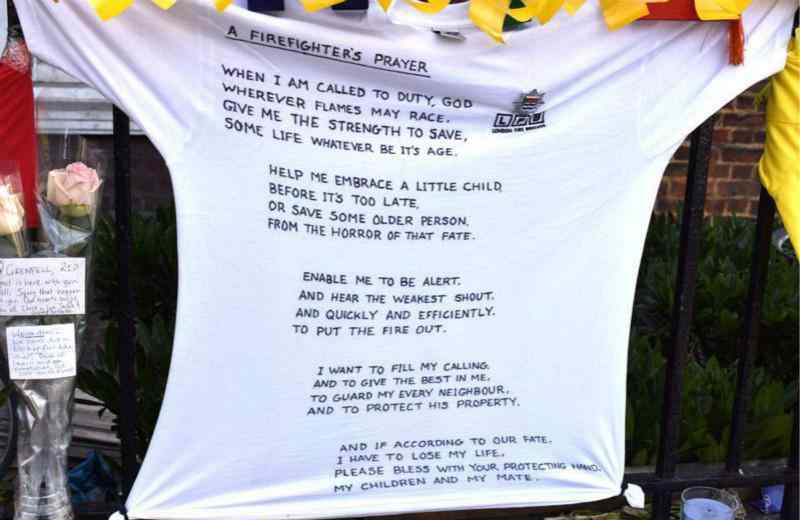 A FIREFIGHTER'S PRAYER
WHEN I AM CALLED TO DUTY, GOD
WHEREVER FLAMES MAY RACE.
GIVE ME THE STRENGTH TO SAVE,
SOME LIFE WHATEVER BE IT'S AGE.
LFB
LONDON FIRE BRIGADE
HELP ME EMBRACE A LITTLE CHILD,
BEFORE IT'S TOO LATE,
OR SAVE SOME OLDER PERSON,
FROM THE HORROR OF THAT FATE.
ENABLE ME TO BE ALERT,
AND HEAR THE WEAKEST SHOUT.
AND QUICKLY AND EFFICIENTLY,
TO PUT THE FIRE OUT.
I WANT TO FILL MY CALLING,
AND TO GIVE THE BEST IN ME,
TO GUARD MY EVERY NEIGHBOUR,
AND TO PROTECT HIS PROPERTY.
AND IF ACCORDING TO OUR FATE,
I HAVE TO LOSE MY LIFE,
PLEASE BLESS WITH YOUR PROTECTING HAND,
MY CHILDREN AND MY MATE.
GRENFELL, RIP